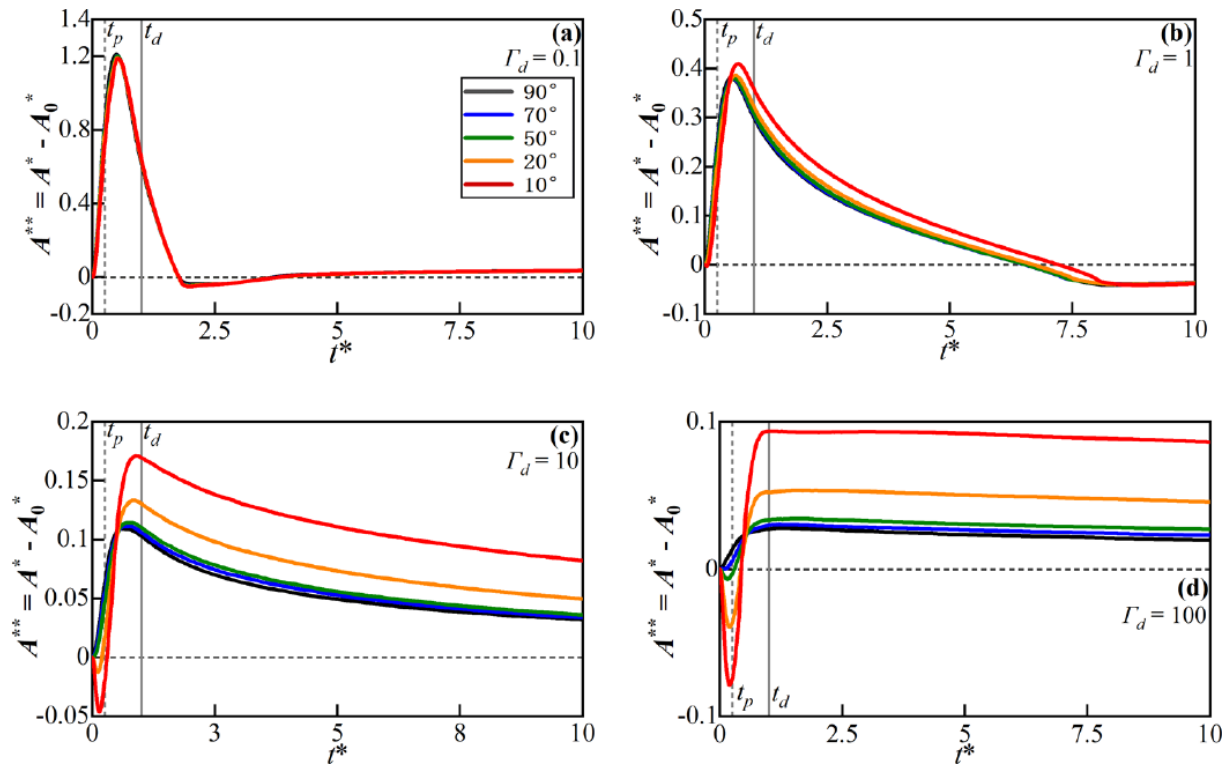 1.4
1.2
0.8
0.4
0
-0.2
A** = A* - A₀*
t_p t_d
(a)
Γ_d = 0.1
90°
70°
50°
20°
10°
0 2.5 5 7.5 10
t*
0.5
0.4
0.3
0.2
0.1
0
-0.1
A** = A* - A₀*
t_p t_d
(b)
Γ_d = 1
0 2.5 5 7.5 10
t*
0.2
0.15
0.1
0.05
0
-0.05
A** = A* - A₀*
t_p t_d
(c)
Γ_d = 10
0 3 5 8 10
t*
0.1
0
-0.1
A** = A* - A₀*
(d)
Γ_d = 100
t_p t_d
0 2.5 5 7.5 10
t*